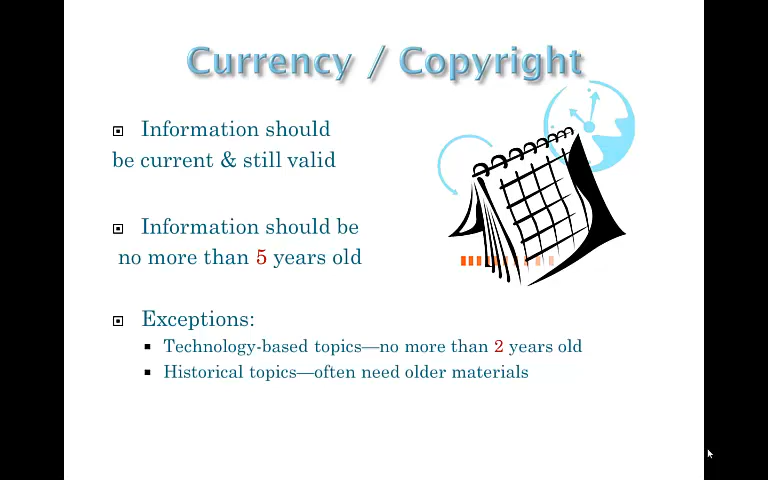 Currency / Copyright
Information should
be current & still valid
Information should be
no more than 5 years old
Exceptions:
Technology-based topics—no more than 2 years old
Historical topics—often need older materials